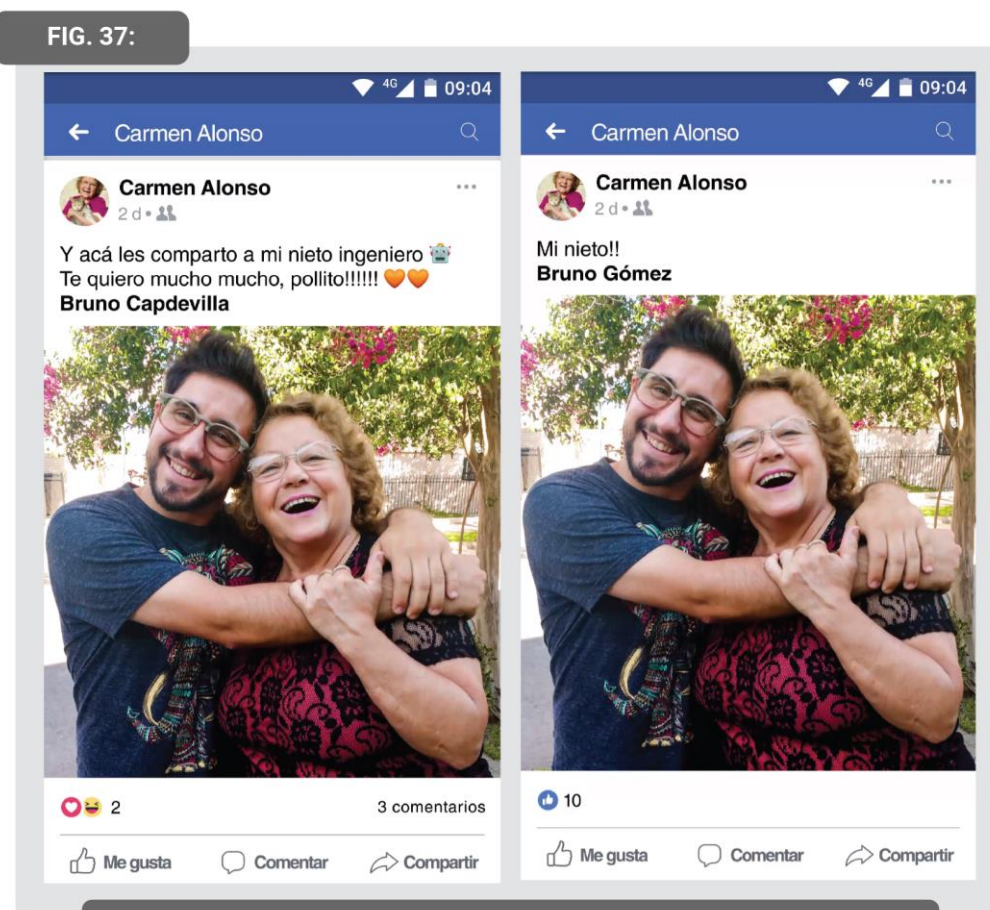 FIG. 37:
4G 09:04
Carmen Alonso
Carmen Alonso
2 d
Y acá les comparto a mi nieto ingeniero 🤖
Te quiero mucho mucho, pollito!!!!!! 🧡🧡
Bruno Capdevilla
2
3 comentarios
Me gusta Comentar Compartir
4G 09:04
Carmen Alonso
Carmen Alonso
2 d
Mi nieto!!
Bruno Gómez
10
Me gusta Comentar Compartir